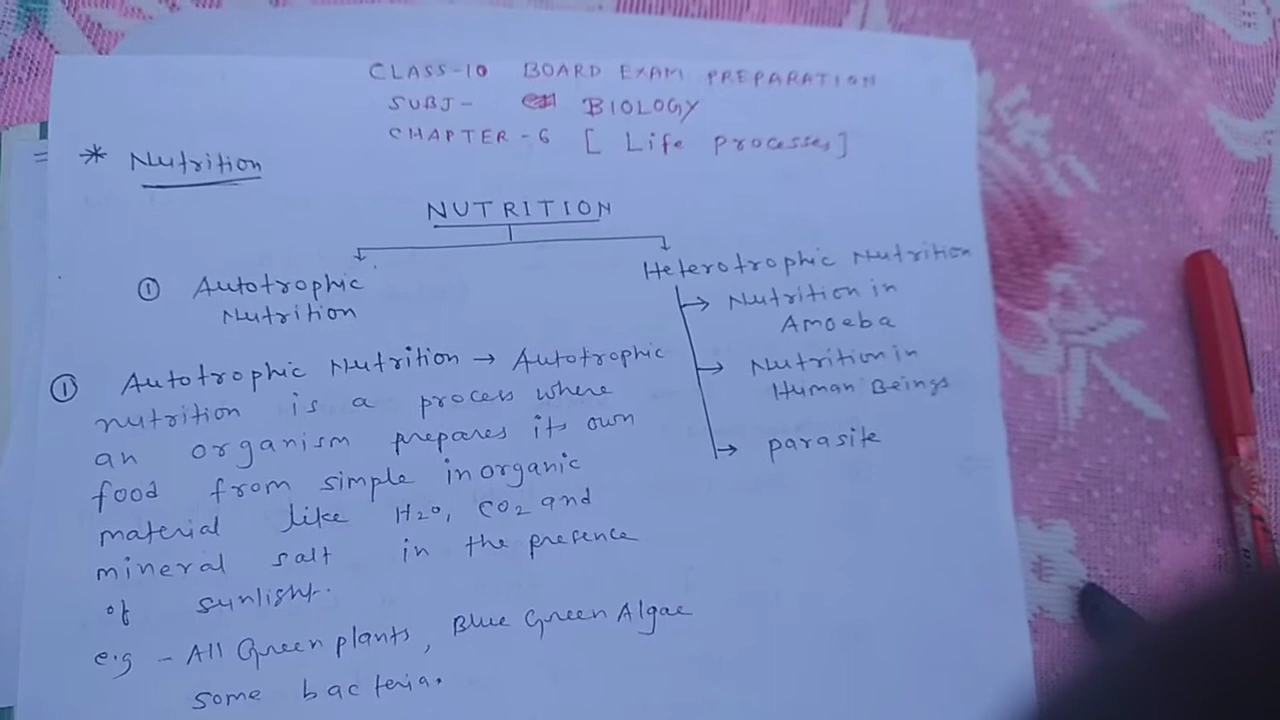 CLASS-10 BOARD EXAM PREPARATION
SUBJ- BIOLOGY
CHAPTER-6 [Life Processes]
* Nutrition
NUTRITION
① Autotrophic
Nutrition
Heterotrophic Nutrition
→ Nutrition in
Amoeba
→ Nutrition in
Human Beings
→ parasite
① Autotrophic Nutrition → Autotrophic
nutrition is a process where
an organism prepares its own
food from simple inorganic
material like H2O, CO2 and
mineral salt in the presence
of sunlight.
e.g - All Green plants, Blue Green Algae
some bacteria.